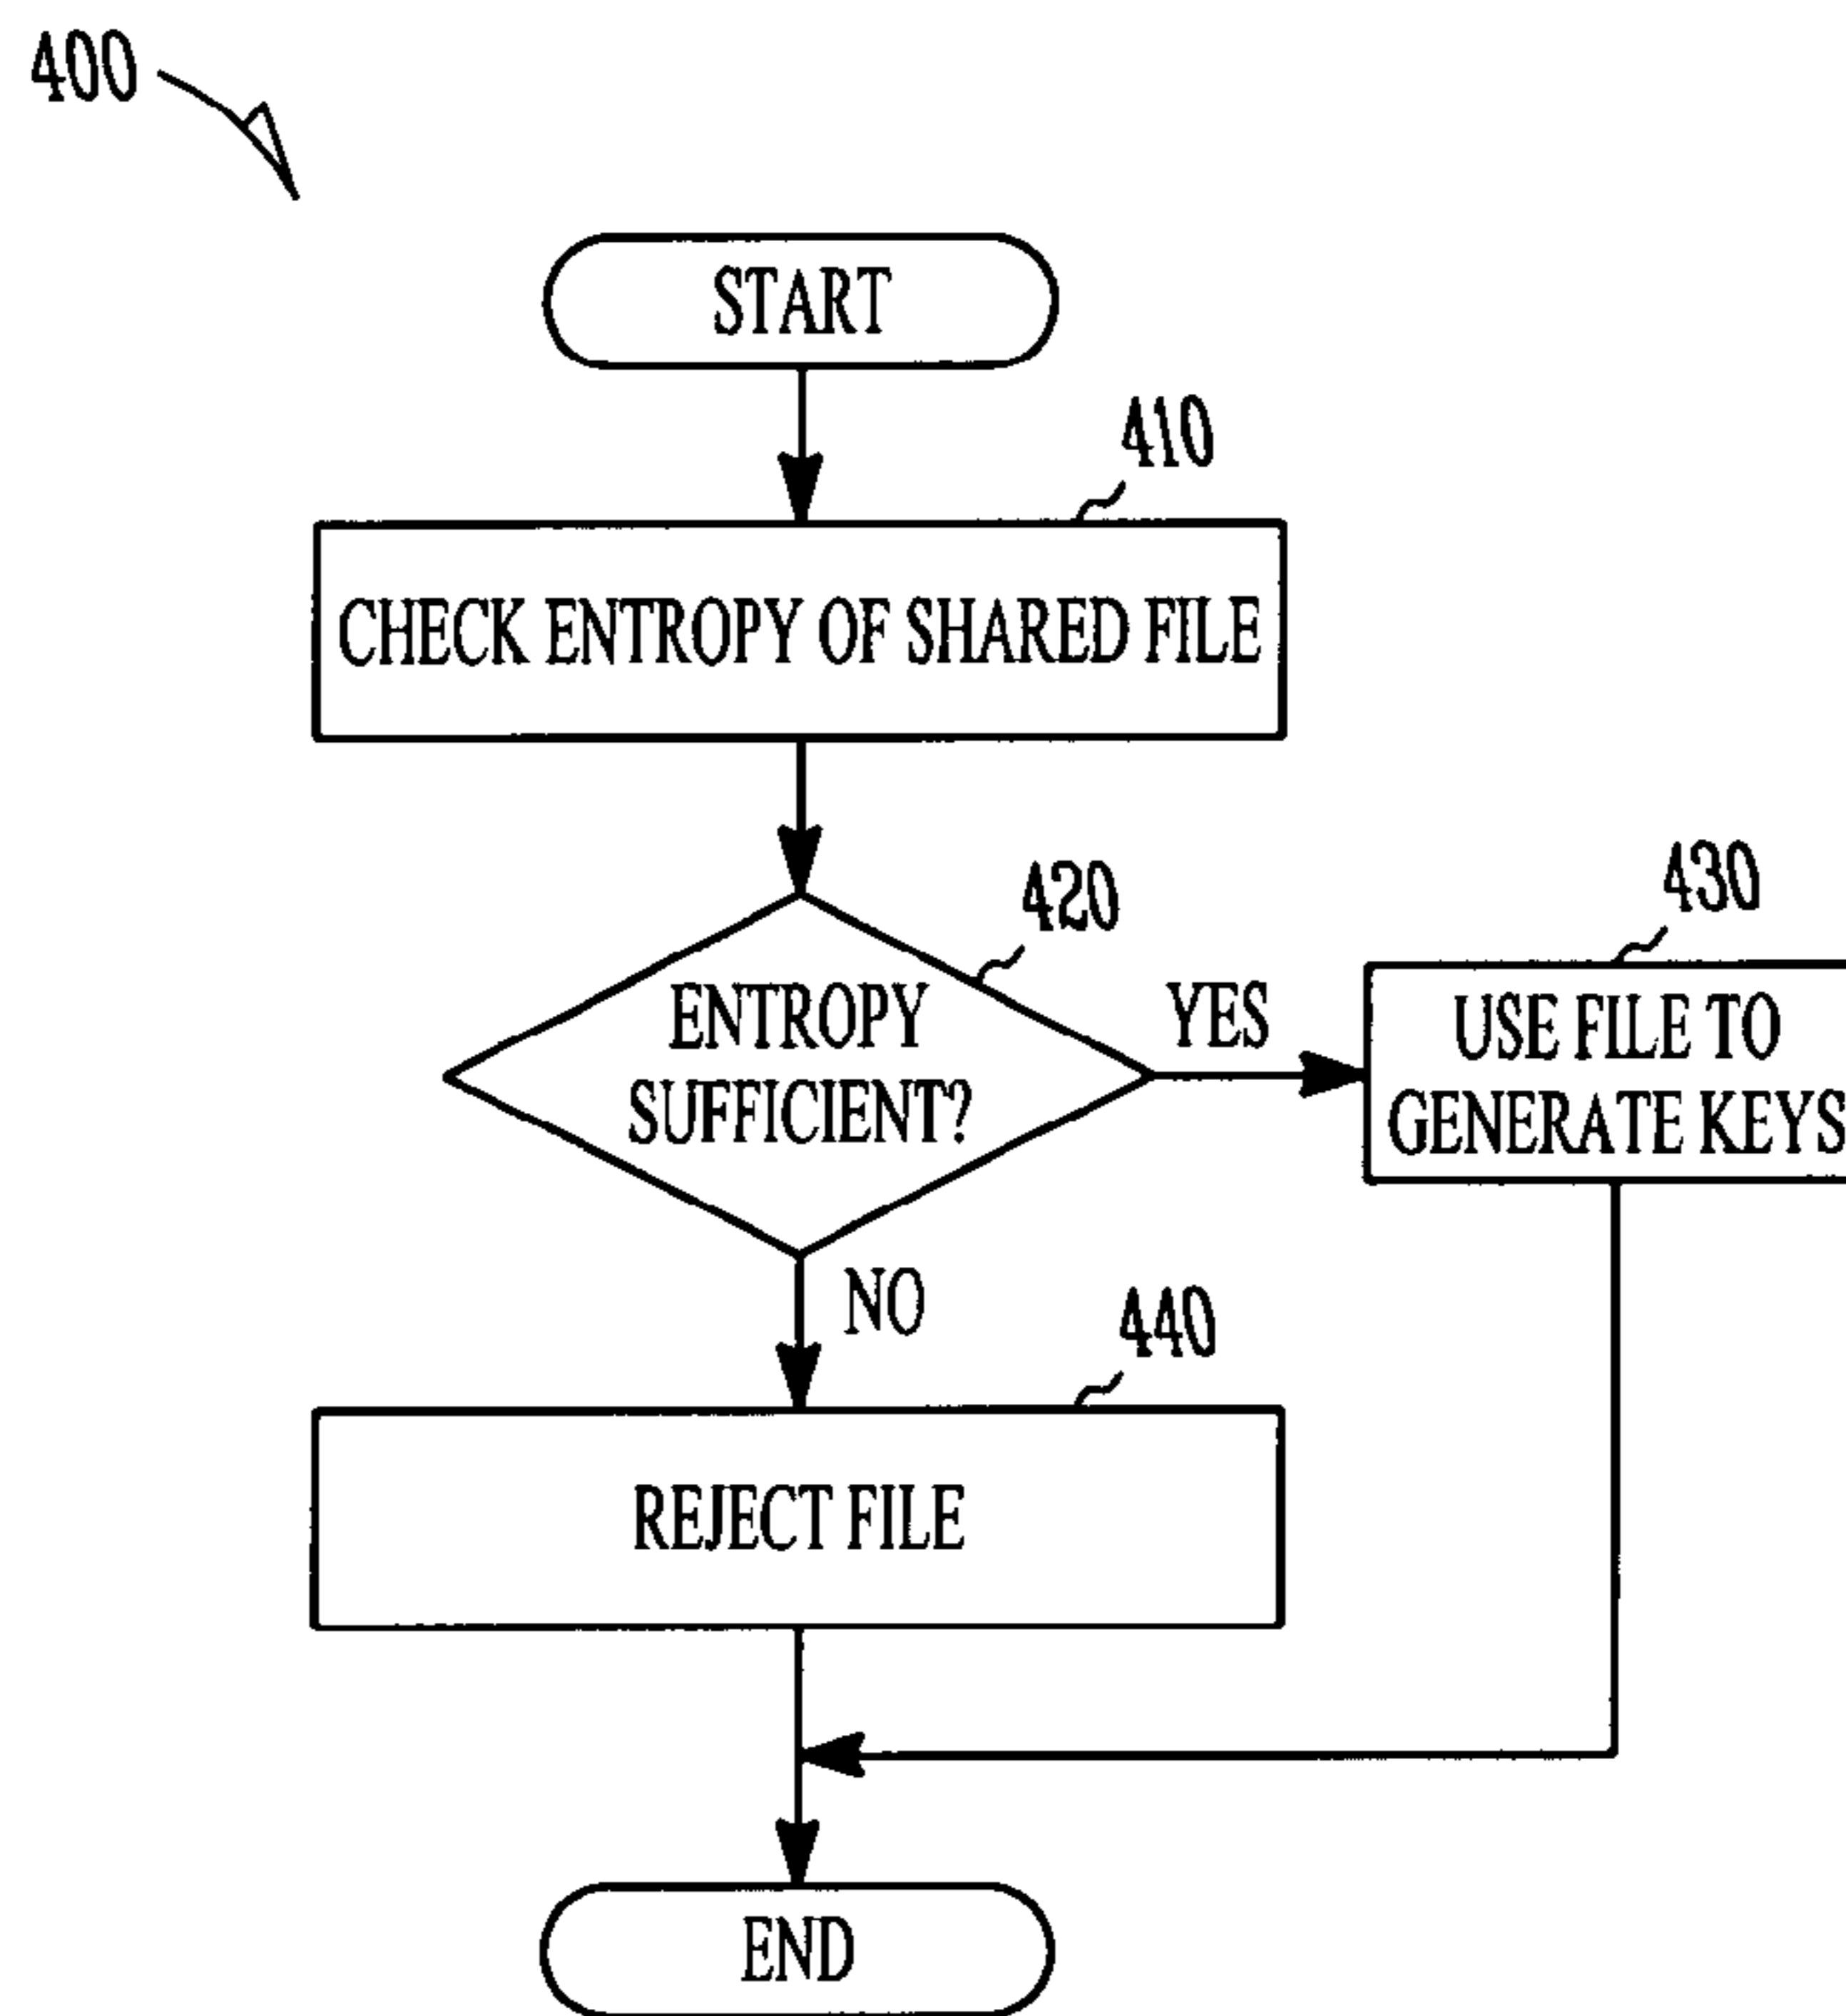 400
START
410
CHECK ENTROPY OF SHARED FILE
420
ENTROPY
SUFFICIENT?
YES
430
USE FILE TO
GENERATE KEYS
NO
440
REJECT FILE
END